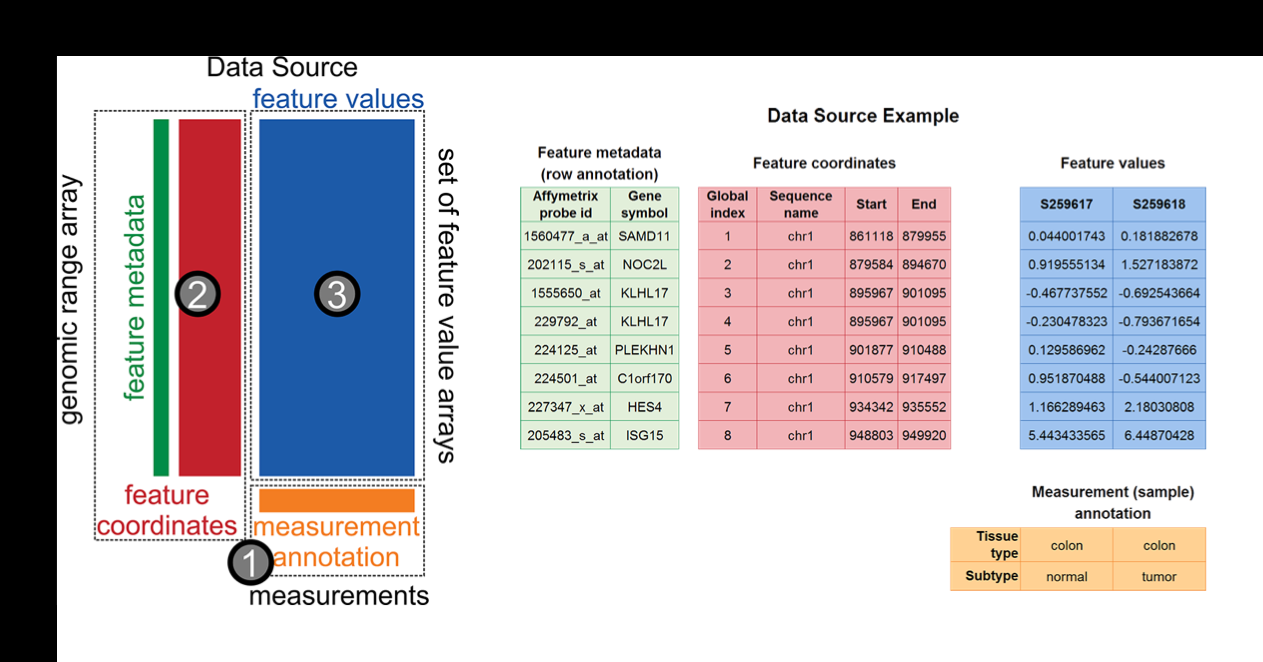 Data Source
feature values
genomic range array
feature metadata
2
3
set of feature value arrays
feature
coordinates
measurement
annotation
1
measurements
Data Source Example
Feature metadata
(row annotation)
Affymetrix probe id Gene symbol
1560477_a_at SAMD11
202115_s_at NOC2L
1555650_at KLHL17
229792_at KLHL17
224125_at PLEKHN1
224501_at C1orf170
227347_x_at HES4
205483_s_at ISG15
Feature coordinates
Global index Sequence name Start End
1 chr1 861118 879955
2 chr1 879584 894670
3 chr1 895967 901095
4 chr1 895967 901095
5 chr1 901877 910488
6 chr1 910579 917497
7 chr1 934342 935552
8 chr1 948803 949920
Feature values
S259617 S259618
0.044001743 0.181882678
0.919555134 1.527183872
-0.467737552 -0.692543664
-0.230478323 -0.793671654
0.129586962 -0.24287666
0.951870488 -0.544007123
1.166289463 2.18030808
5.443433565 6.44870428
Measurement (sample)
annotation
Tissue type colon colon
Subtype normal tumor